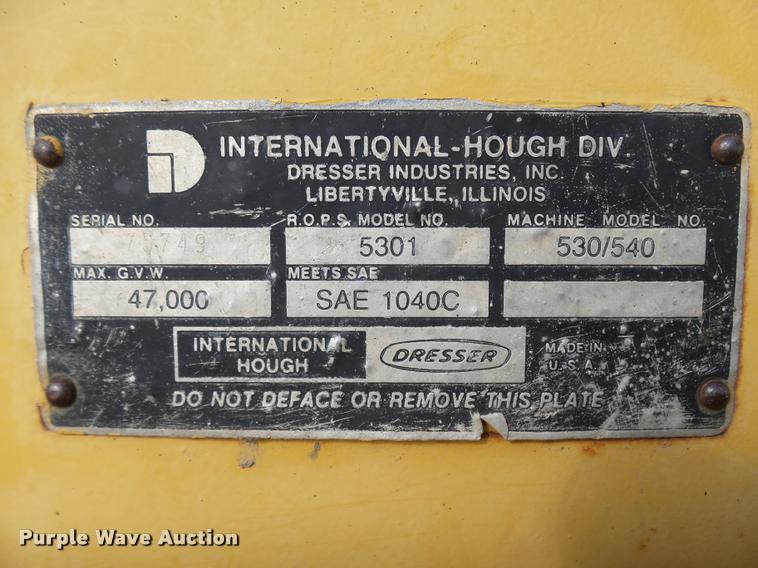 INTERNATIONAL-HOUGH DIV.
DRESSER INDUSTRIES, INC.
LIBERTYVILLE, ILLINOIS
SERIAL NO. R.O.P.S. MODEL NO. MACHINE MODEL NO.
5301 530/540
MAX. G.V.W. MEETS SAE
47,000 SAE 1040C
INTERNATIONAL
HOUGH
DRESSER
MADE IN
U.S.A.
DO NOT DEFACE OR REMOVE THIS PLATE
Purple Wave Auction